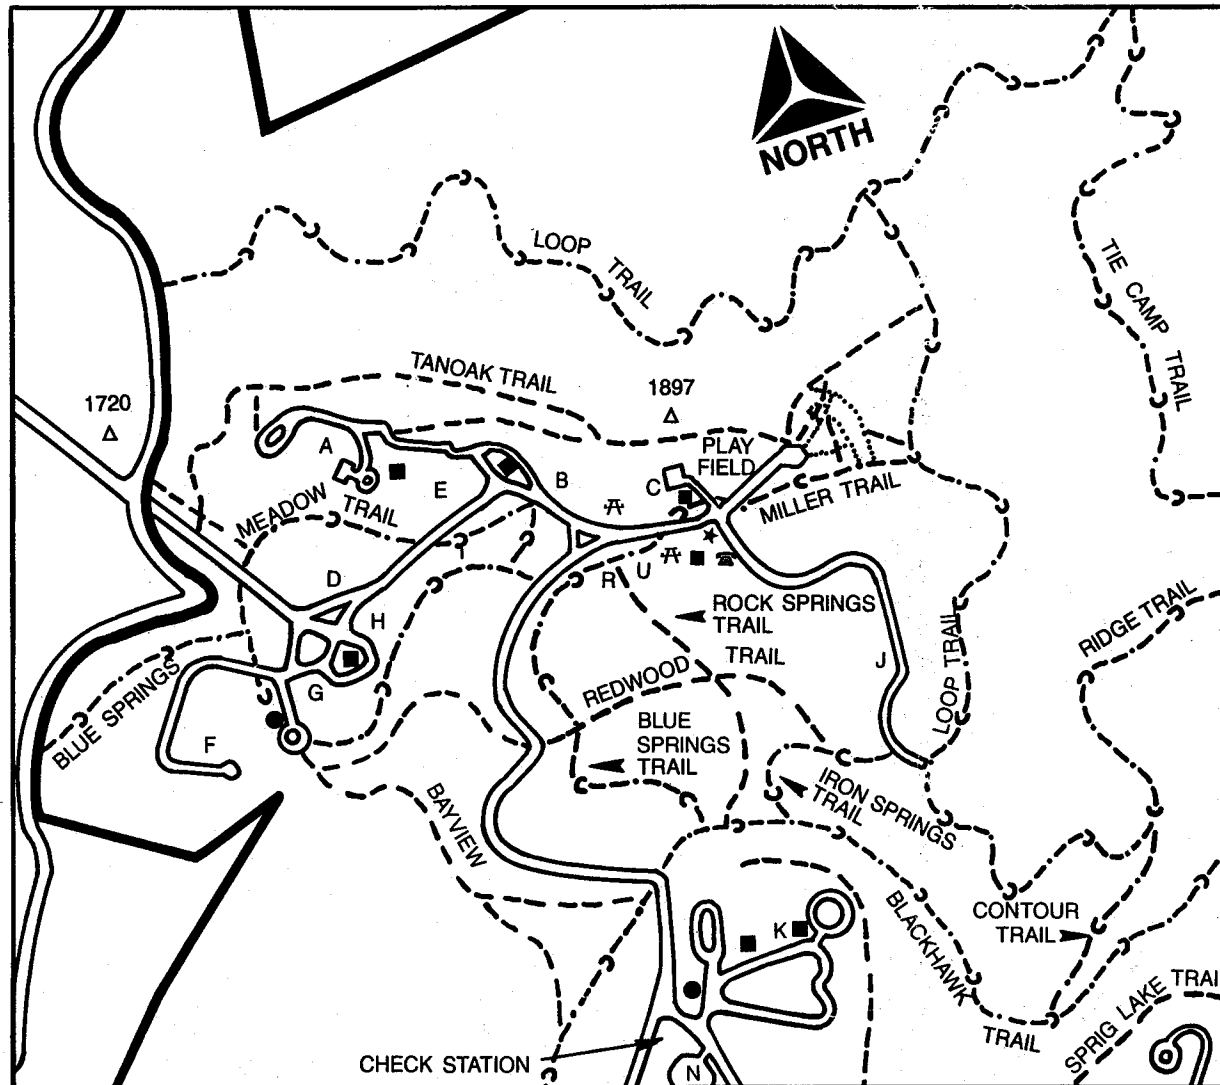 NORTH
LOOP
TRAIL
TIE CAMP TRAIL
TANOAK TRAIL
1897
1720
PLAY
FIELD
A
B
C
E
MEADOW TRAIL
MILLER TRAIL
D
R
U
H
ROCK SPRINGS
TRAIL
RIDGE TRAIL
J
LOOP TRAIL
REDWOOD TRAIL
BLUE SPRINGS
G
F
BLUE
SPRINGS
TRAIL
IRON SPRINGS
TRAIL
BAYVIEW
BLACKHAWK
TRAIL
CONTOUR
TRAIL
K
SPRIG LAKE TRAI
CHECK STATION
N